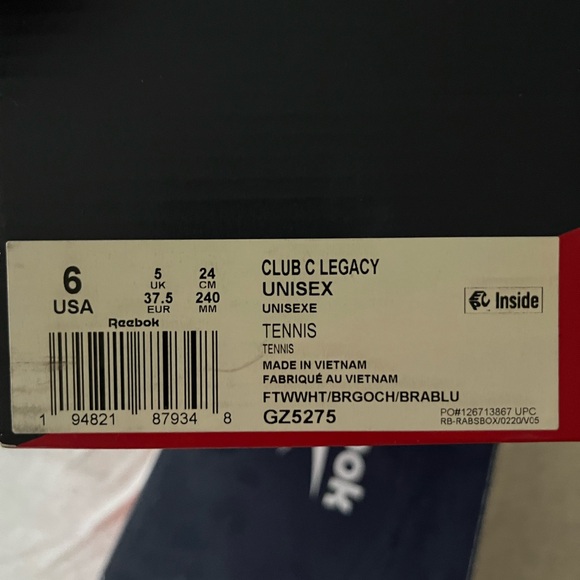 6
USA
5
UK
24
CM
37.5
EUR
240
MM
Reebok
1 94821 87934 8
CLUB C LEGACY
UNISEX
UNISEXE
TENNIS
TENNIS
MADE IN VIETNAM
FABRIQUÉ AU VIETNAM
FTWWHT/BRGOCH/BRABLU
GZ5275
Inside
PO#126713867 UPC
RB-RABSBOX/0220/V05
ok